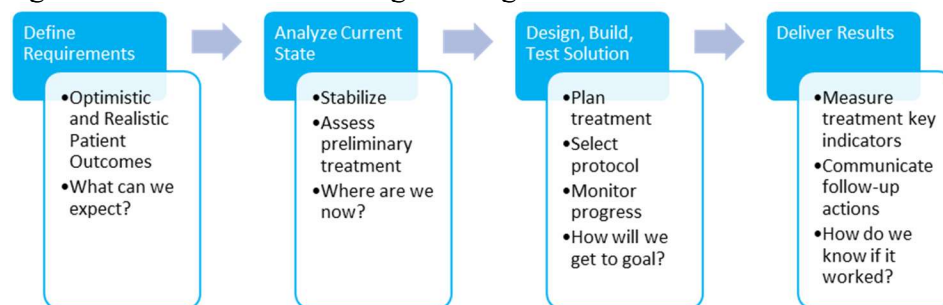 Define
Requirements
•Optimistic
and Realistic
Patient
Outcomes
•What can we
expect?
Analyze Current
State
•Stabilize
•Assess
preliminary
treatment
•Where are we
now?
Design, Build,
Test Solution
•Plan
treatment
•Select
protocol
•Monitor
progress
•How will we
get to goal?
Deliver Results
•Measure
treatment key
indicators
•Communicate
follow-up
actions
•How do we
know if it
worked?